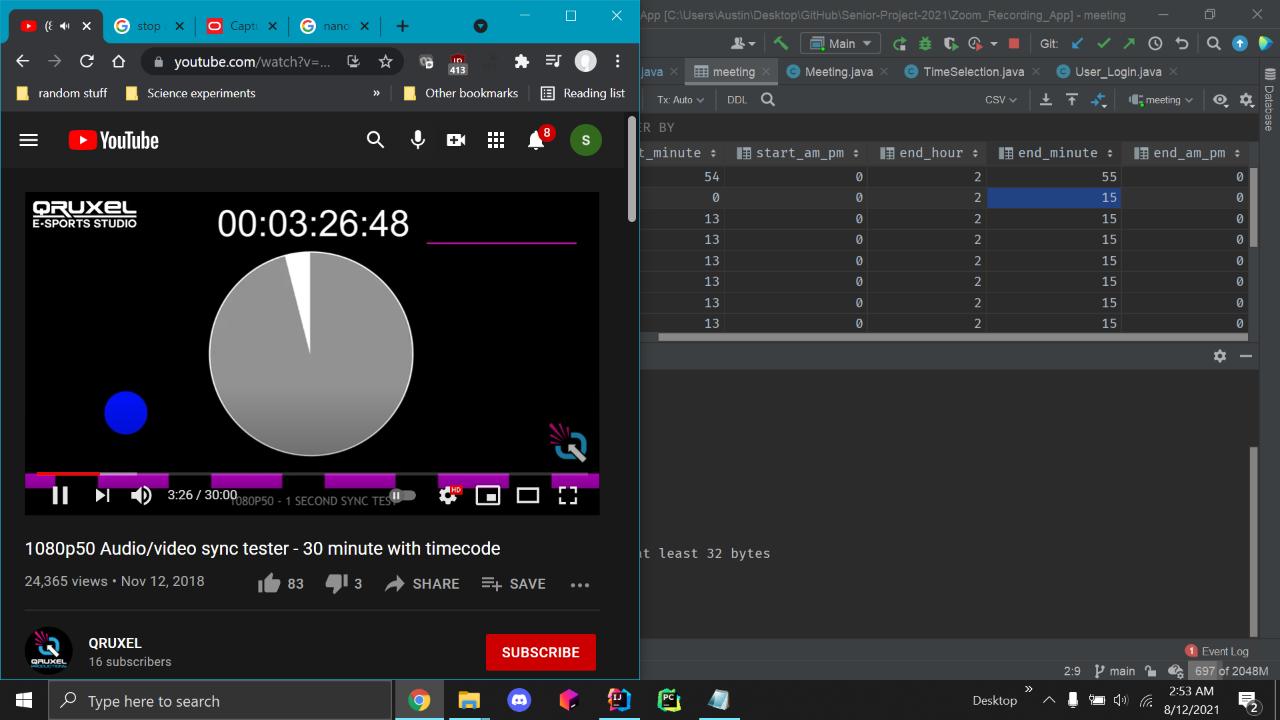 stop
Capt
nano
youtube.com/watch?v=...
413
random stuff
Science experiments
»
Other bookmarks
Reading list
YouTube
8
S
QRUXEL
E-SPORTS STUDIO
00:03:26:48
3:26 / 30:00
1080P50 - 1 SECOND SYNC TEST
HD
1080p50 Audio/video sync tester - 30 minute with timecode
24,365 views • Nov 12, 2018
83
3
SHARE
SAVE
QRUXEL
PRODUCTIONS
QRUXEL
16 subscribers
SUBSCRIBE
App [C:\Users\Austin\Desktop\GitHub\Senior-Project-2021\Zoom_Recording_App] - meeting
Main
Git:
java
meeting
Meeting.java
TimeSelection.java
User_Login.java
Tx: Auto
DDL
CSV
meeting
Database
ER BY
t_minute start_am_pm end_hour end_minute end_am_pm
54 0 2 55 0
0 0 2 15 0
13 0 2 15 0
13 0 2 15 0
13 0 2 15 0
13 0 2 15 0
13 0 2 15 0
13 0 2 15 0
at least 32 bytes
1 Event Log
2:9 main 697 of 2048M
Type here to search
Desktop
»
2:53 AM
8/12/2021
2